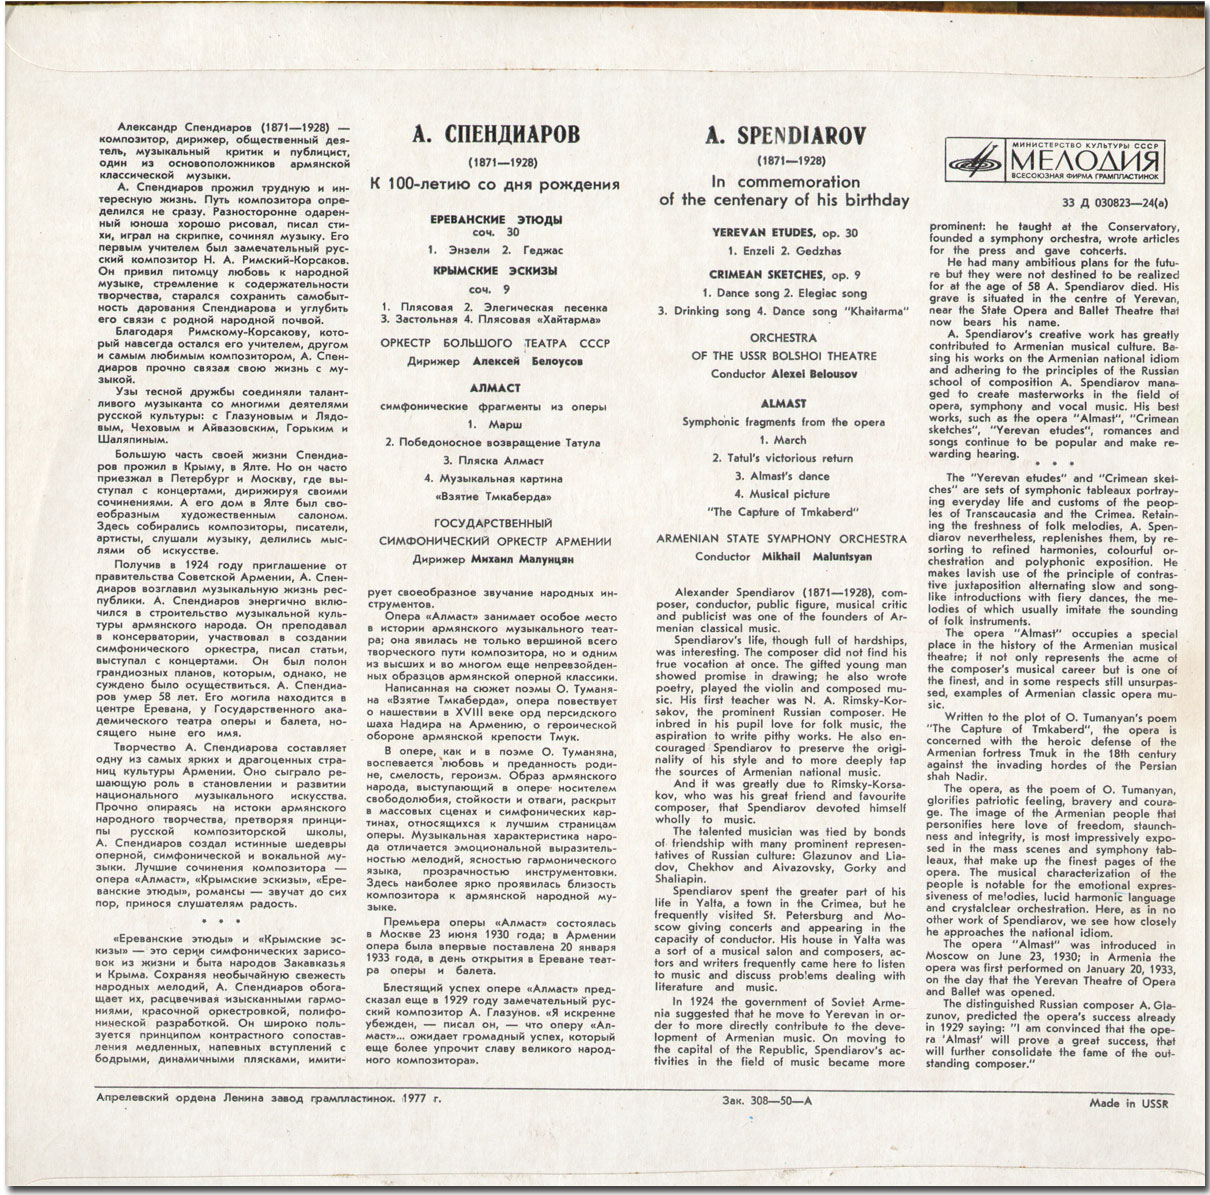 Александр Спендиаров (1871—1928) —
композитор, дирижер, общественный дея-
тель, музыкальный критик и публицист,
один из основоположников армянской
классической музыки.
А. Спендиаров прожил трудную и ин-
тересную жизнь. Путь композитора опре-
делился не сразу. Разносторонне одарен-
ный юноша хорошо рисовал, писал сти-
хи, играл на скрипке, сочинял музыку. Его
первым учителем был замечательный рус-
ский композитор Н. А. Римский-Корсаков.
Он привил питомцу любовь к народной
музыке, стремление к содержательности
творчества, старался сохранить самобыт-
ность дарования Спендиарова и углубить
его связи с родной народной почвой.
Благодаря Римскому-Корсакову, кото-
рый навсегда остался его учителем, другом
и самым любимым композитором, А. Спен-
диаров прочно связал свою жизнь с му-
зыкой.
Узы тесной дружбы соединяли талант-
ливого музыканта со многими деятелями
русской культуры: с Глазуновым и Лядо-
вым, Чеховым и Айвазовским, Горьким и
Шаляпиным.
Большую часть своей жизни Спендиа-
ров прожил в Крыму, в Ялте. Но он часто
приезжал в Петербург и Москву, где вы-
ступал с концертами, дирижируя своими
сочинениями. А его дом в Ялте был сво-
еобразным художественным салоном.
Здесь собирались композиторы, писатели,
артисты, слушали музыку, делились мыс-
лями об искусстве.
Получив в 1924 году приглашение от
правительства Советской Армении, А. Спен-
диаров возглавил музыкальную жизнь рес-
публики. А. Спендиаров энергично вклю-
чился в строительство музыкальной куль-
туры армянского народа. Он преподавал
в консерватории, участвовал в создании
симфонического оркестра, писал статьи,
выступал с концертами. Он был полон
грандиозных планов, которым, однако, не
суждено было осуществиться. А. Спендиа-
ров умер 58 лет. Его могила находится в
центре Еревана, у Государственного ака-
демического театра оперы и балета, но-
сящего ныне его имя.
Творчество А. Спендиарова составляет
одну из самых ярких и драгоценных стра-
ниц культуры Армении. Оно сыграло ре-
шающую роль в становлении и развитии
национального музыкального искусства.
Прочно опираясь на истоки армянского
народного творчества, претворяя принци-
пы русской композиторской школы,
А. Спендиаров создал истинные шедевры
оперной, симфонической и вокальной му-
зыки. Лучшие сочинения композитора —
опера «Алмаст», «Крымские эскизы», «Ере-
ванские этюды», романсы — звучат до сих
пор, принося слушателям радость.
* * *
«Ереванские этюды» и «Крымские эс-
кизы» — это серии симфонических зарисо-
вок из жизни и быта народов Закавказья
и Крыма. Сохраняя необычайную свежесть
народных мелодий, А. Спендиаров обога-
щает их, расцвечивая изысканными гармо-
ниями, красочной оркестровкой, полифо-
нической разработкой. Он широко поль-
зуется принципом контрастного сопостав-
ления медленных, напевных вступлений с
бодрыми, динамичными плясками, имити-
А. СПЕНДИАРОВ
(1871—1928)
К 100-летию со дня рождения
ЕРЕВАНСКИЕ ЭТЮДЫ
соч. 30
1. Энзели 2. Геджас
КРЫМСКИЕ ЭСКИЗЫ
соч. 9
1. Плясовая 2. Элегическая песенка
3. Застольная 4. Плясовая «Хайтарма»
ОРКЕСТР БОЛЬШОГО ТЕАТРА СССР
Дирижер Алексей Белоусов
АЛМАСТ
симфонические фрагменты из оперы
1. Марш
2. Победоносное возвращение Татула
3. Пляска Алмаст
4. Музыкальная картина
«Взятие Тмкаберда»
ГОСУДАРСТВЕННЫЙ
СИМФОНИЧЕСКИЙ ОРКЕСТР АРМЕНИИ
Дирижер Михаил Малунцян
рует своеобразное звучание народных ин-
струментов.
Опера «Алмаст» занимает особое место
в истории армянского музыкального теат-
ра; она явилась не только вершиной всего
творческого пути композитора, но и одним
из высших и во многом еще непревзойден-
ных образцов армянской оперной классики.
Написанная на сюжет поэмы О. Туманя-
на «Взятие Тмкаберда», опера повествует
о нашествии в XVIII веке орд персидского
шаха Надира на Армению, о героической
обороне армянской крепости Тмук.
В опере, как и в поэме О. Туманяна,
воспевается любовь и преданность роди-
не, смелость, героизм. Образ армянского
народа, выступающий в опере носителем
свободолюбия, стойкости и отваги, раскрыт
в массовых сценах и симфонических кар-
тинах, относящихся к лучшим страницам
оперы. Музыкальная характеристика наро-
да отличается эмоциональной выразитель-
ностью мелодий, ясностью гармонического
языка, прозрачностью инструментовки.
Здесь наиболее ярко проявилась близость
композитора к армянской народной му-
зыке.
Премьера оперы «Алмаст» состоялась
в Москве 23 июня 1930 года; в Армении
опера была впервые поставлена 20 января
1933 года, в день открытия в Ереване теат-
ра оперы и балета.
Блестящий успех опере «Алмаст» пред-
сказал еще в 1929 году замечательный рус-
ский композитор А. Глазунов. «Я искренне
убежден, — писал он, — что оперу «Ал-
маст»... ожидает громадный успех, который
еще более упрочит славу великого народ-
ного композитора».
A. SPENDIAROV
(1871—1928)
In commemoration
of the centenary of his birthday
YEREVAN ETUDES, op. 30
1. Enzeli 2. Gedzhas
CRIMEAN SKETCHES, op. 9
1. Dance song 2. Elegiac song
3. Drinking song 4. Dance song "Khaitarma"
ORCHESTRA
OF THE USSR BOLSHOI THEATRE
Conductor Alexei Belousov
ALMAST
Symphonic fragments from the opera
1. March
2. Tatul's victorious return
3. Almast's dance
4. Musical picture
"The Capture of Tmkaberd"
ARMENIAN STATE SYMPHONY ORCHESTRA
Conductor Mikhail Maluntsyan
Alexander Spendiarov (1871—1928), com-
poser, conductor, public figure, musical critic
and publicist was one of the founders of Ar-
menian classical music.
Spendiarov's life, though full of hardships,
was interesting. The composer did not find his
true vocation at once. The gifted young man
showed promise in drawing; he also wrote
poetry, played the violin and composed mu-
sic. His first teacher was N. A. Rimsky-Kor-
sakov, the prominent Russian composer. He
inbred in his pupil love for folk music, the
aspiration to write pithy works. He also en-
couraged Spendiarov to preserve the origi-
nality of his style and to more deeply tap
the sources of Armenian national music.
And it was greatly due to Rimsky-Korsa-
kov, who was his great friend and favourite
composer, that Spendiarov devoted himself
wholly to music.
The talented musician was tied by bonds
of friendship with many prominent represen-
tatives of Russian culture: Glazunov and Lia-
dov, Chekhov and Aivazovsky, Gorky and
Shaliapin.
Spendiarov spent the greater part of his
life in Yalta, a town in the Crimea, but he
frequently visited St. Petersburg and Mo-
scow giving concerts and appearing in the
capacity of conductor. His house in Yalta was
a sort of a musical salon and composers, ac-
tors and writers frequently came here to listen
to music and discuss problems dealing with
literature and music.
In 1924 the government of Soviet Arme-
nia suggested that he move to Yerevan in or-
der to more directly contribute to the deve-
lopment of Armenian music. On moving to
the capital of the Republic, Spendiarov's ac-
tivities in the field of music became more
МИНИСТЕРСТВО КУЛЬТУРЫ СССР
МЕЛОДИЯ
ВСЕСОЮЗНАЯ ФИРМА ГРАМПЛАСТИНОК
33 Д 030823—24(а)
prominent: he taught at the Conservatory,
founded a symphony orchestra, wrote articles
for the press and gave concerts.
He had many ambitious plans for the futu-
re but they were not destined to be realized
for at the age of 58 A. Spendiarov died. His
grave is situated in the centre of Yerevan,
near the State Opera and Ballet Theatre that
now bears his name.
A. Spendiarov's creative work has greatly
contributed to Armenian musical culture. Ba-
sing his works on the Armenian national idiom
and adhering to the principles of the Russian
school of composition A. Spendiarov mana-
ged to create masterworks in the field of
opera, symphony and vocal music. His best
works, such as the opera "Almast", "Crimean
sketches", "Yerevan etudes", romances and
songs continue to be popular and make re-
warding hearing.
* * *
The "Yerevan etudes" and "Crimean sket-
ches" are sets of symphonic tableaux portray-
ing everyday life and customs of the peop-
les of Transcaucasia and the Crimea. Retain-
ing the freshness of folk melodies, A. Spen-
diarov nevertheless, replenishes them, by re-
sorting to refined harmonies, colourful or-
chestration and polyphonic exposition. He
makes lavish use of the principle of contras-
tive juxtaposition alternating slow and song-
like introductions with fiery dances, the me-
lodies of which usually imitate the sounding
of folk instruments.
The opera "Almast" occupies a special
place in the history of the Armenian musical
theatre; it not only represents the acme of
the composer's musical career but is one of
the finest, and in some respects still unsurpas-
sed, examples of Armenian classic opera mu-
sic.
Written to the plot of O. Tumanyan's poem
"The Capture of Tmkaberd", the opera is
concerned with the heroic defense of the
Armenian fortress Tmuk in the 18th century
against the invading hordes of the Persian
shah Nadir.
The opera, as the poem of O. Tumanyan,
glorifies patriotic feeling, bravery and coura-
ge. The image of the Armenian people that
personifies here love of freedom, staunch-
ness and integrity, is most impressively expo-
sed in the mass scenes and symphony tab-
leaux, that make up the finest pages of the
opera. The musical characterization of the
people is notable for the emotional expres-
siveness of melodies, lucid harmonic language
and crystalclear orchestration. Here, as in no
other work of Spendiarov, we see how closely
he approaches the national idiom.
The opera "Almast" was introduced in
Moscow on June 23, 1930; in Armenia the
opera was first performed on January 20, 1933,
on the day that the Yerevan Theatre of Opera
and Ballet was opened.
The distinguished Russian composer A. Gla-
zunov, predicted the opera's success already
in 1929 saying: "I am convinced that the ope-
ra 'Almast' will prove a great success, that
will further consolidate the fame of the out-
standing composer."
Апрелевский ордена Ленина завод грампластинок. 1977 г.
Зак. 308—50—А
Made in USSR